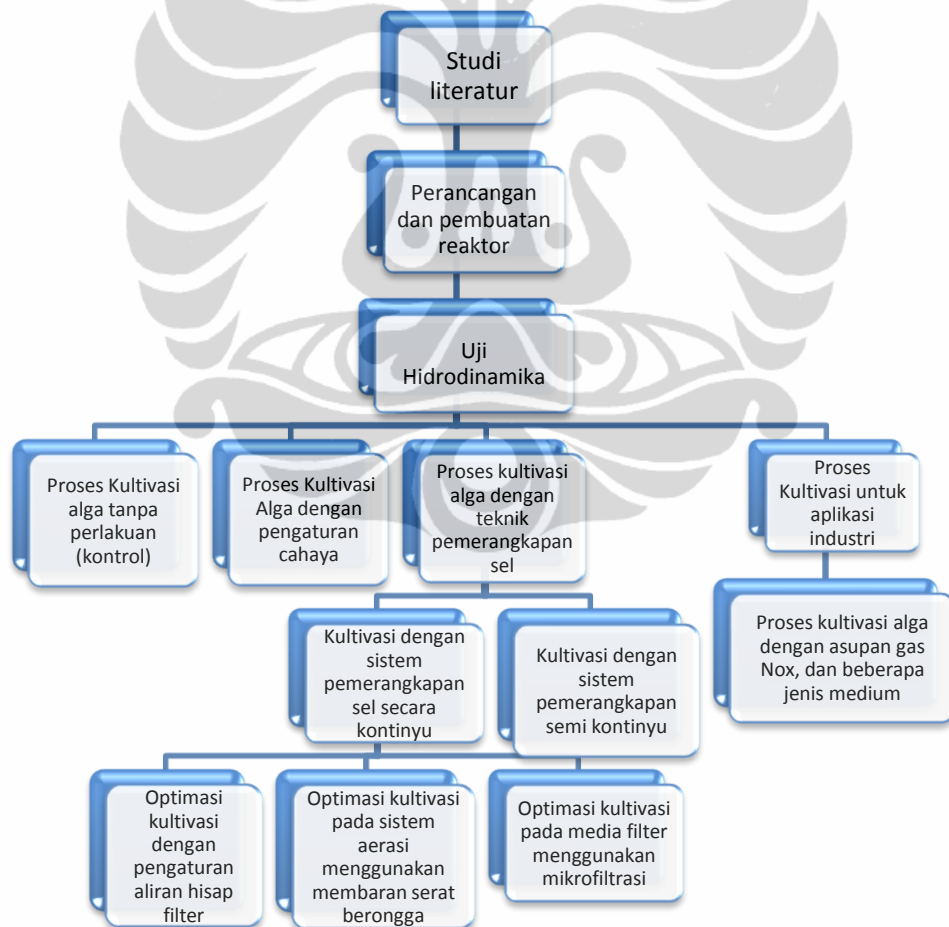 Studi
literatur
Perancangan
dan pembuatan
reaktor
Uji
Hidrodinamika
Proses Kultivasi
alga tanpa
perlakuan
(kontrol)
Proses Kultivasi
Alga dengan
pengaturan
cahaya
Proses kultivasi
alga dengan
teknik
pemerangkapan
sel
Proses
Kultivasi untuk
aplikasi
industri
Kultivasi dengan
sistem
pemerangkapan
sel secara
kontinyu
Kultivasi dengan
sistem
pemerangkapan
semi kontinyu
Proses kultivasi alga
dengan asupan gas
Nox, dan beberapa
jenis medium
Optimasi
kultivasi
dengan
pengaturan
aliran hisap
filter
Optimasi kultivasi
pada sistem
aerasi
menggunakan
membaran serat
berongga
Optimasi kultivasi
pada media filter
menggunakan
mikrofiltrasi